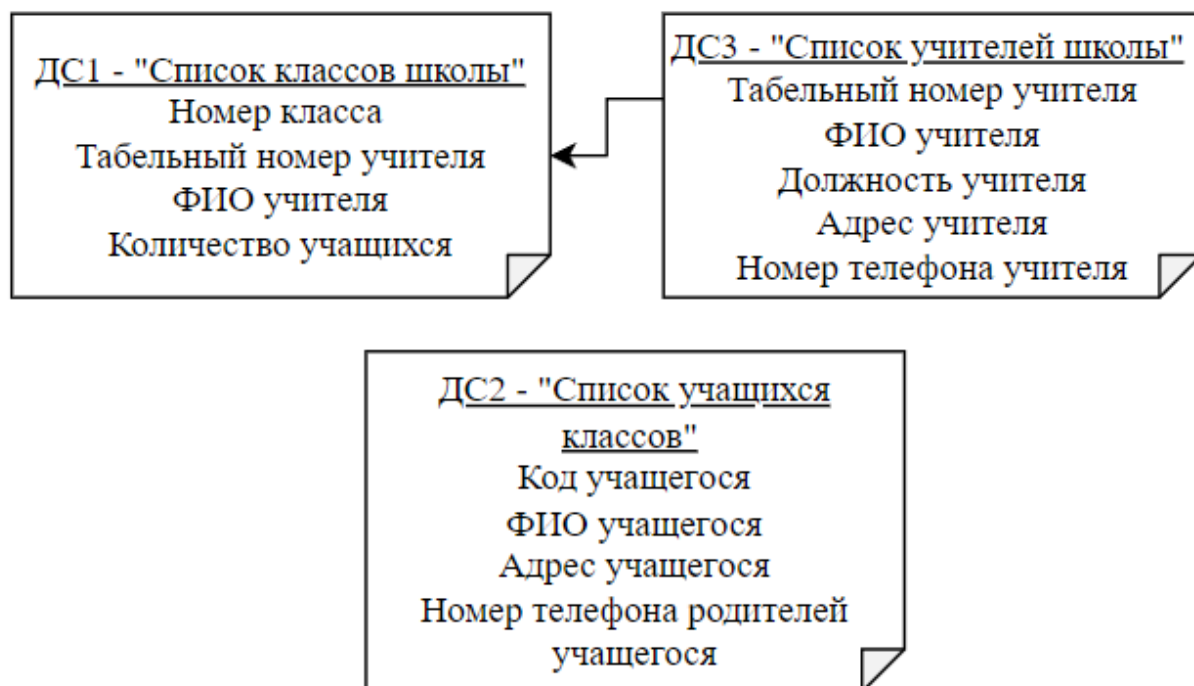 ДС1 - "Список классов школы"
Номер класса
Табельный номер учителя
ФИО учителя
Количество учащихся
ДС3 - "Список учителей школы"
Табельный номер учителя
ФИО учителя
Должность учителя
Адрес учителя
Номер телефона учителя
ДС2 - "Список учащихся
классов"
Код учащегося
ФИО учащегося
Адрес учащегося
Номер телефона родителей
учащегося